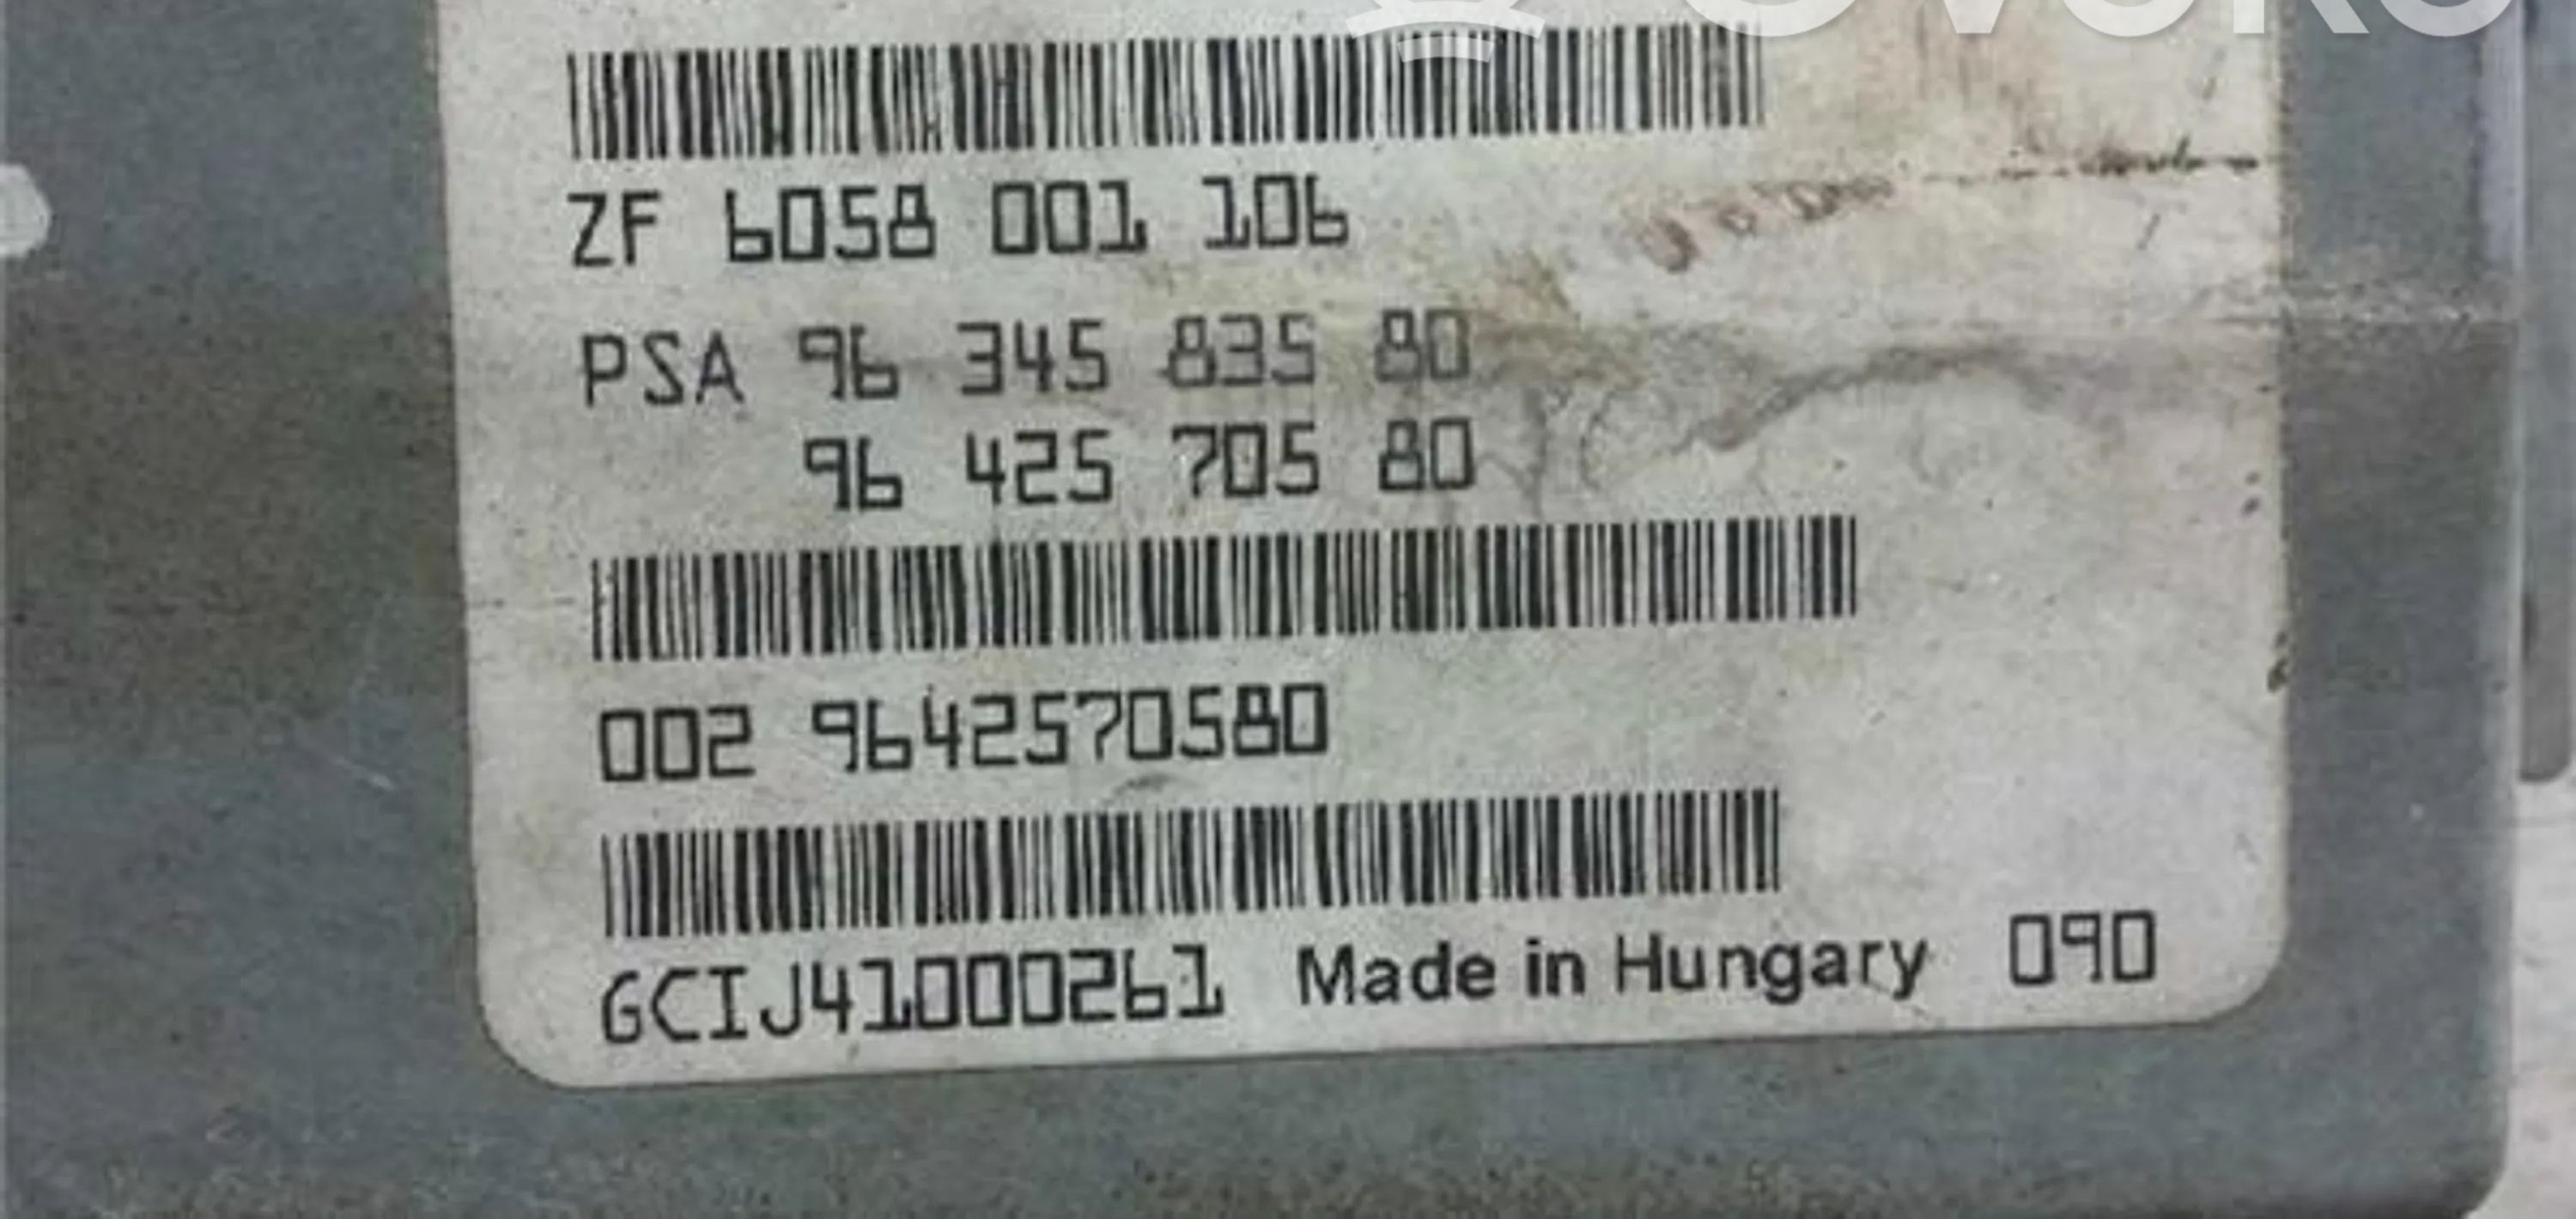 ZF 6058 001 106
PSA 96 345 835 80
96 425 705 80
002 9642570580
GCIJ41000261 Made in Hungary 090